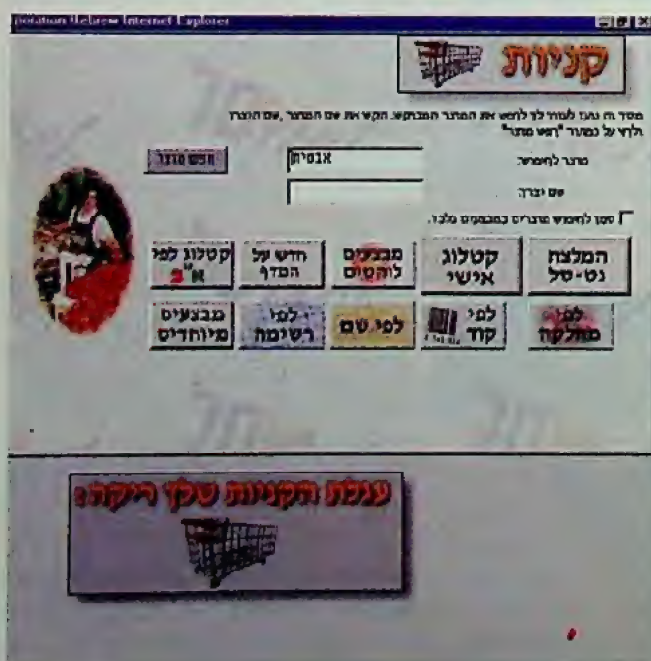 poration Hebrew Internet Explorer
קניות
מסך זה נועד לעזור לך לחפש את המוצר המבוקש. הקש את שם המוצר, שם היצרן
ולחץ על כפתור "חפש מוצר"
מוצר לחיפוש: אבטיח חפש מוצר
שם יצרן:
סמן לחיפוש מוצרים במבצעים בלבד.
המלצת נט-סל
קטלוג אישי
מבצעים לוהטים
חדש על המדף
קטלוג לפי א"ב
לפי מחלקה
לפי קוד
לפי שם
לפי רשימה
מבצעים מיוחדים
עגלת הקניות שלך ריקה: